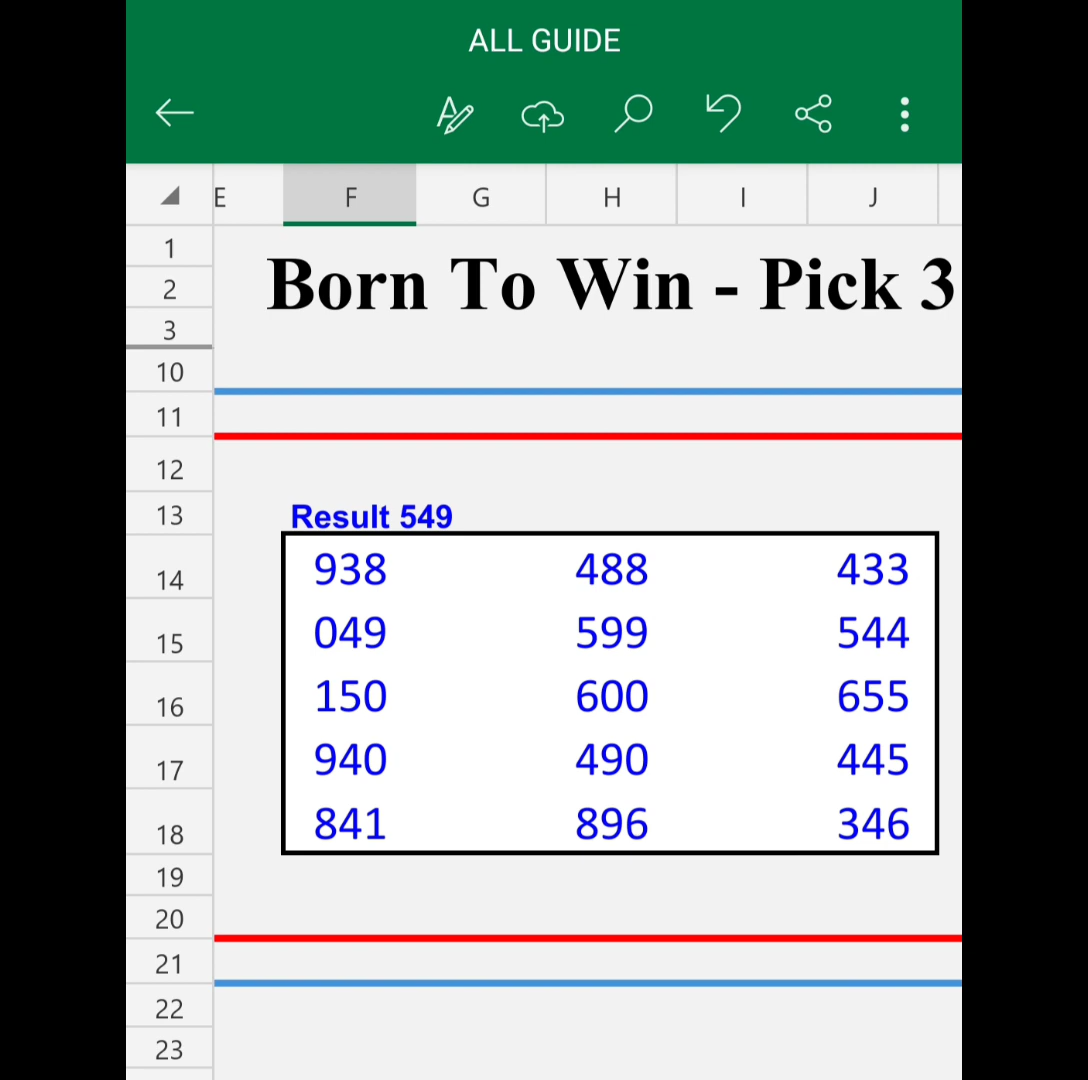 ALL GUIDE
E F G H I J
1
Born To Win - Pick 3
2
3
10
11
12
13 Result 549
14 938 488 433
15 049 599 544
16 150 600 655
17 940 490 445
18 841 896 346
19
20
21
22
23